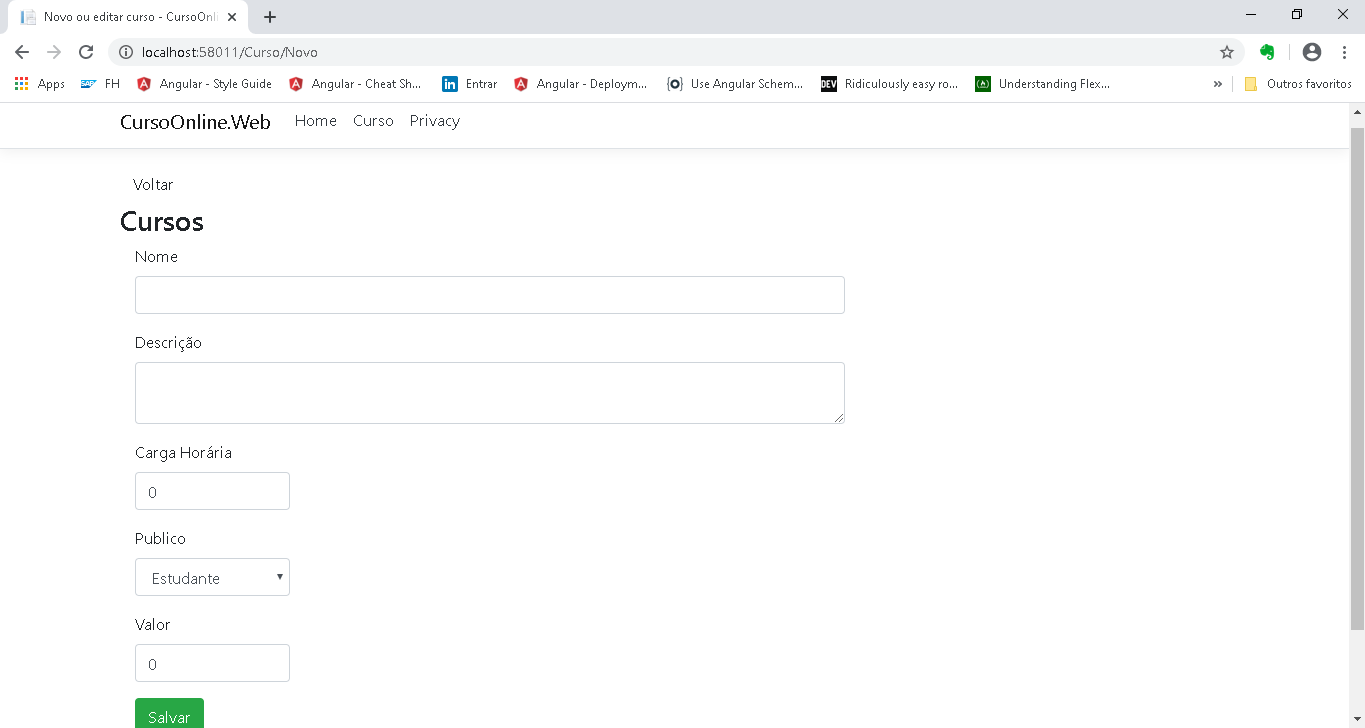 Novo ou editar curso - CursoOnli
localhost:58011/Curso/Novo
Apps FH Angular - Style Guide Angular - Cheat Sh... Entrar Angular - Deploym... Use Angular Schem... DEV Ridiculously easy ro... Understanding Flex... » Outros favoritos
CursoOnline.Web Home Curso Privacy
Voltar
Cursos
Nome
Descrição
Carga Horária
0
Publico
Estudante
Valor
0
Salvar